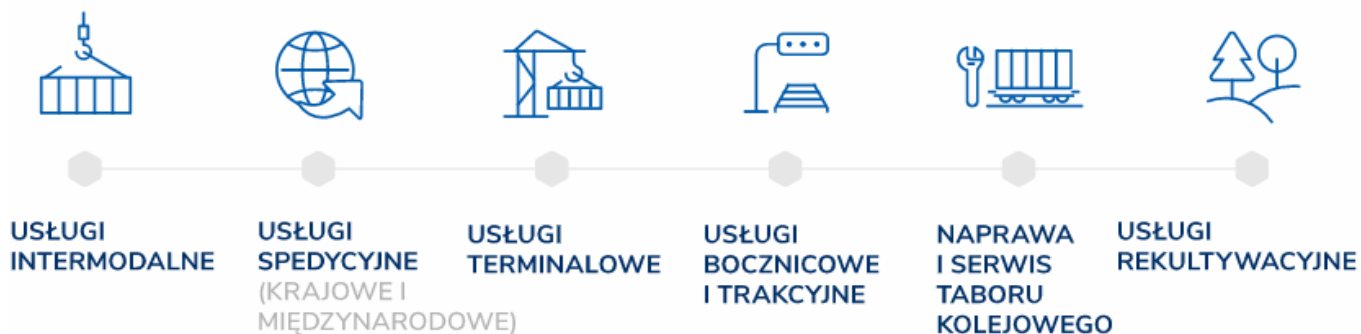 USŁUGI
INTERMODALNE
USŁUGI
SPEDYCYJNE
(KRAJOWE I
MIĘDZYNARODOWE)
USŁUGI
TERMINALOWE
USŁUGI
BOCZNICOWE
I TRAKCYJNE
NAPRAWA
I SERWIS
TABORU
KOLEJOWEGO
USŁUGI
REKULTYWACYJNE